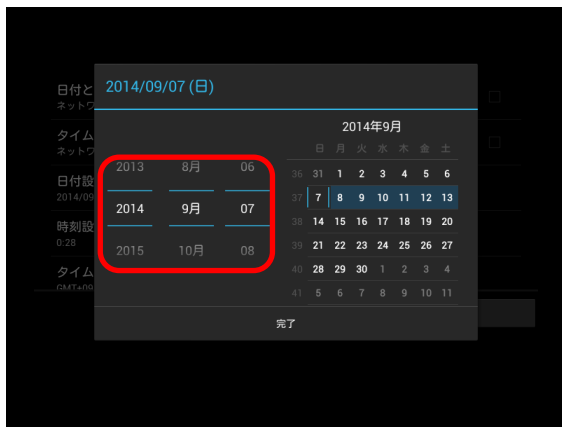 2014/09/07 (日)
日付と
ネットワ
タイム
ネットワ
日付設
2014/09
時刻設
0:28
タイム
GMT+09
2013 8月 06
2014 9月 07
2015 10月 08
2014年9月
日 月 火 水 木 金 土
36 31 1 2 3 4 5 6
37 7 8 9 10 11 12 13
38 14 15 16 17 18 19 20
39 21 22 23 24 25 26 27
40 28 29 30 1 2 3 4
41 5 6 7 8 9 10 11
完了